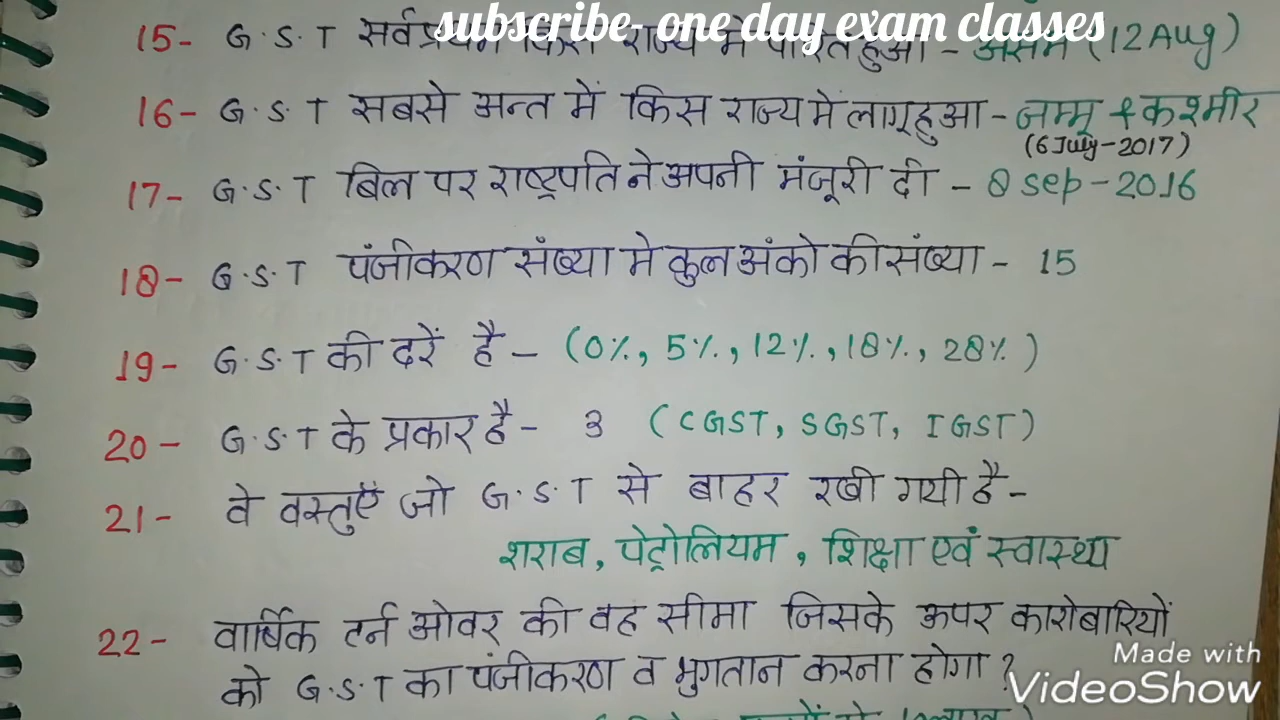 subscribe- one day exam classes
15- G.S.T सर्वप्रथम किस राज्य मे पारित हुआ - असम (12 Aug)
16- G.S.T सबसे अन्त में किस राज्य में लागू हुआ - जम्मू & कश्मीर
(6 July-2017)
17- G.S.T बिल पर राष्ट्रपति ने अपनी मंजूरी दी - 8 Sep-2016
18- G.S.T पंजीकरण संख्या मे कुल अंको की संख्या - 15
19- G.S.T की दरें है - (0%, 5%, 12%, 18%, 28%)
20- G.S.T के प्रकार है - 3 (CGST, SGST, IGST)
21- वे वस्तुएँ जो G.S.T से बाहर रखी गयी है -
शराब, पेट्रोलियम, शिक्षा एवं स्वास्थ्य
22- वार्षिक टर्न ओवर की वह सीमा जिसके ऊपर कारोबारियों
को G.S.T का पंजीकरण व भुगतान करना होगा ?
Made with
VideoShow